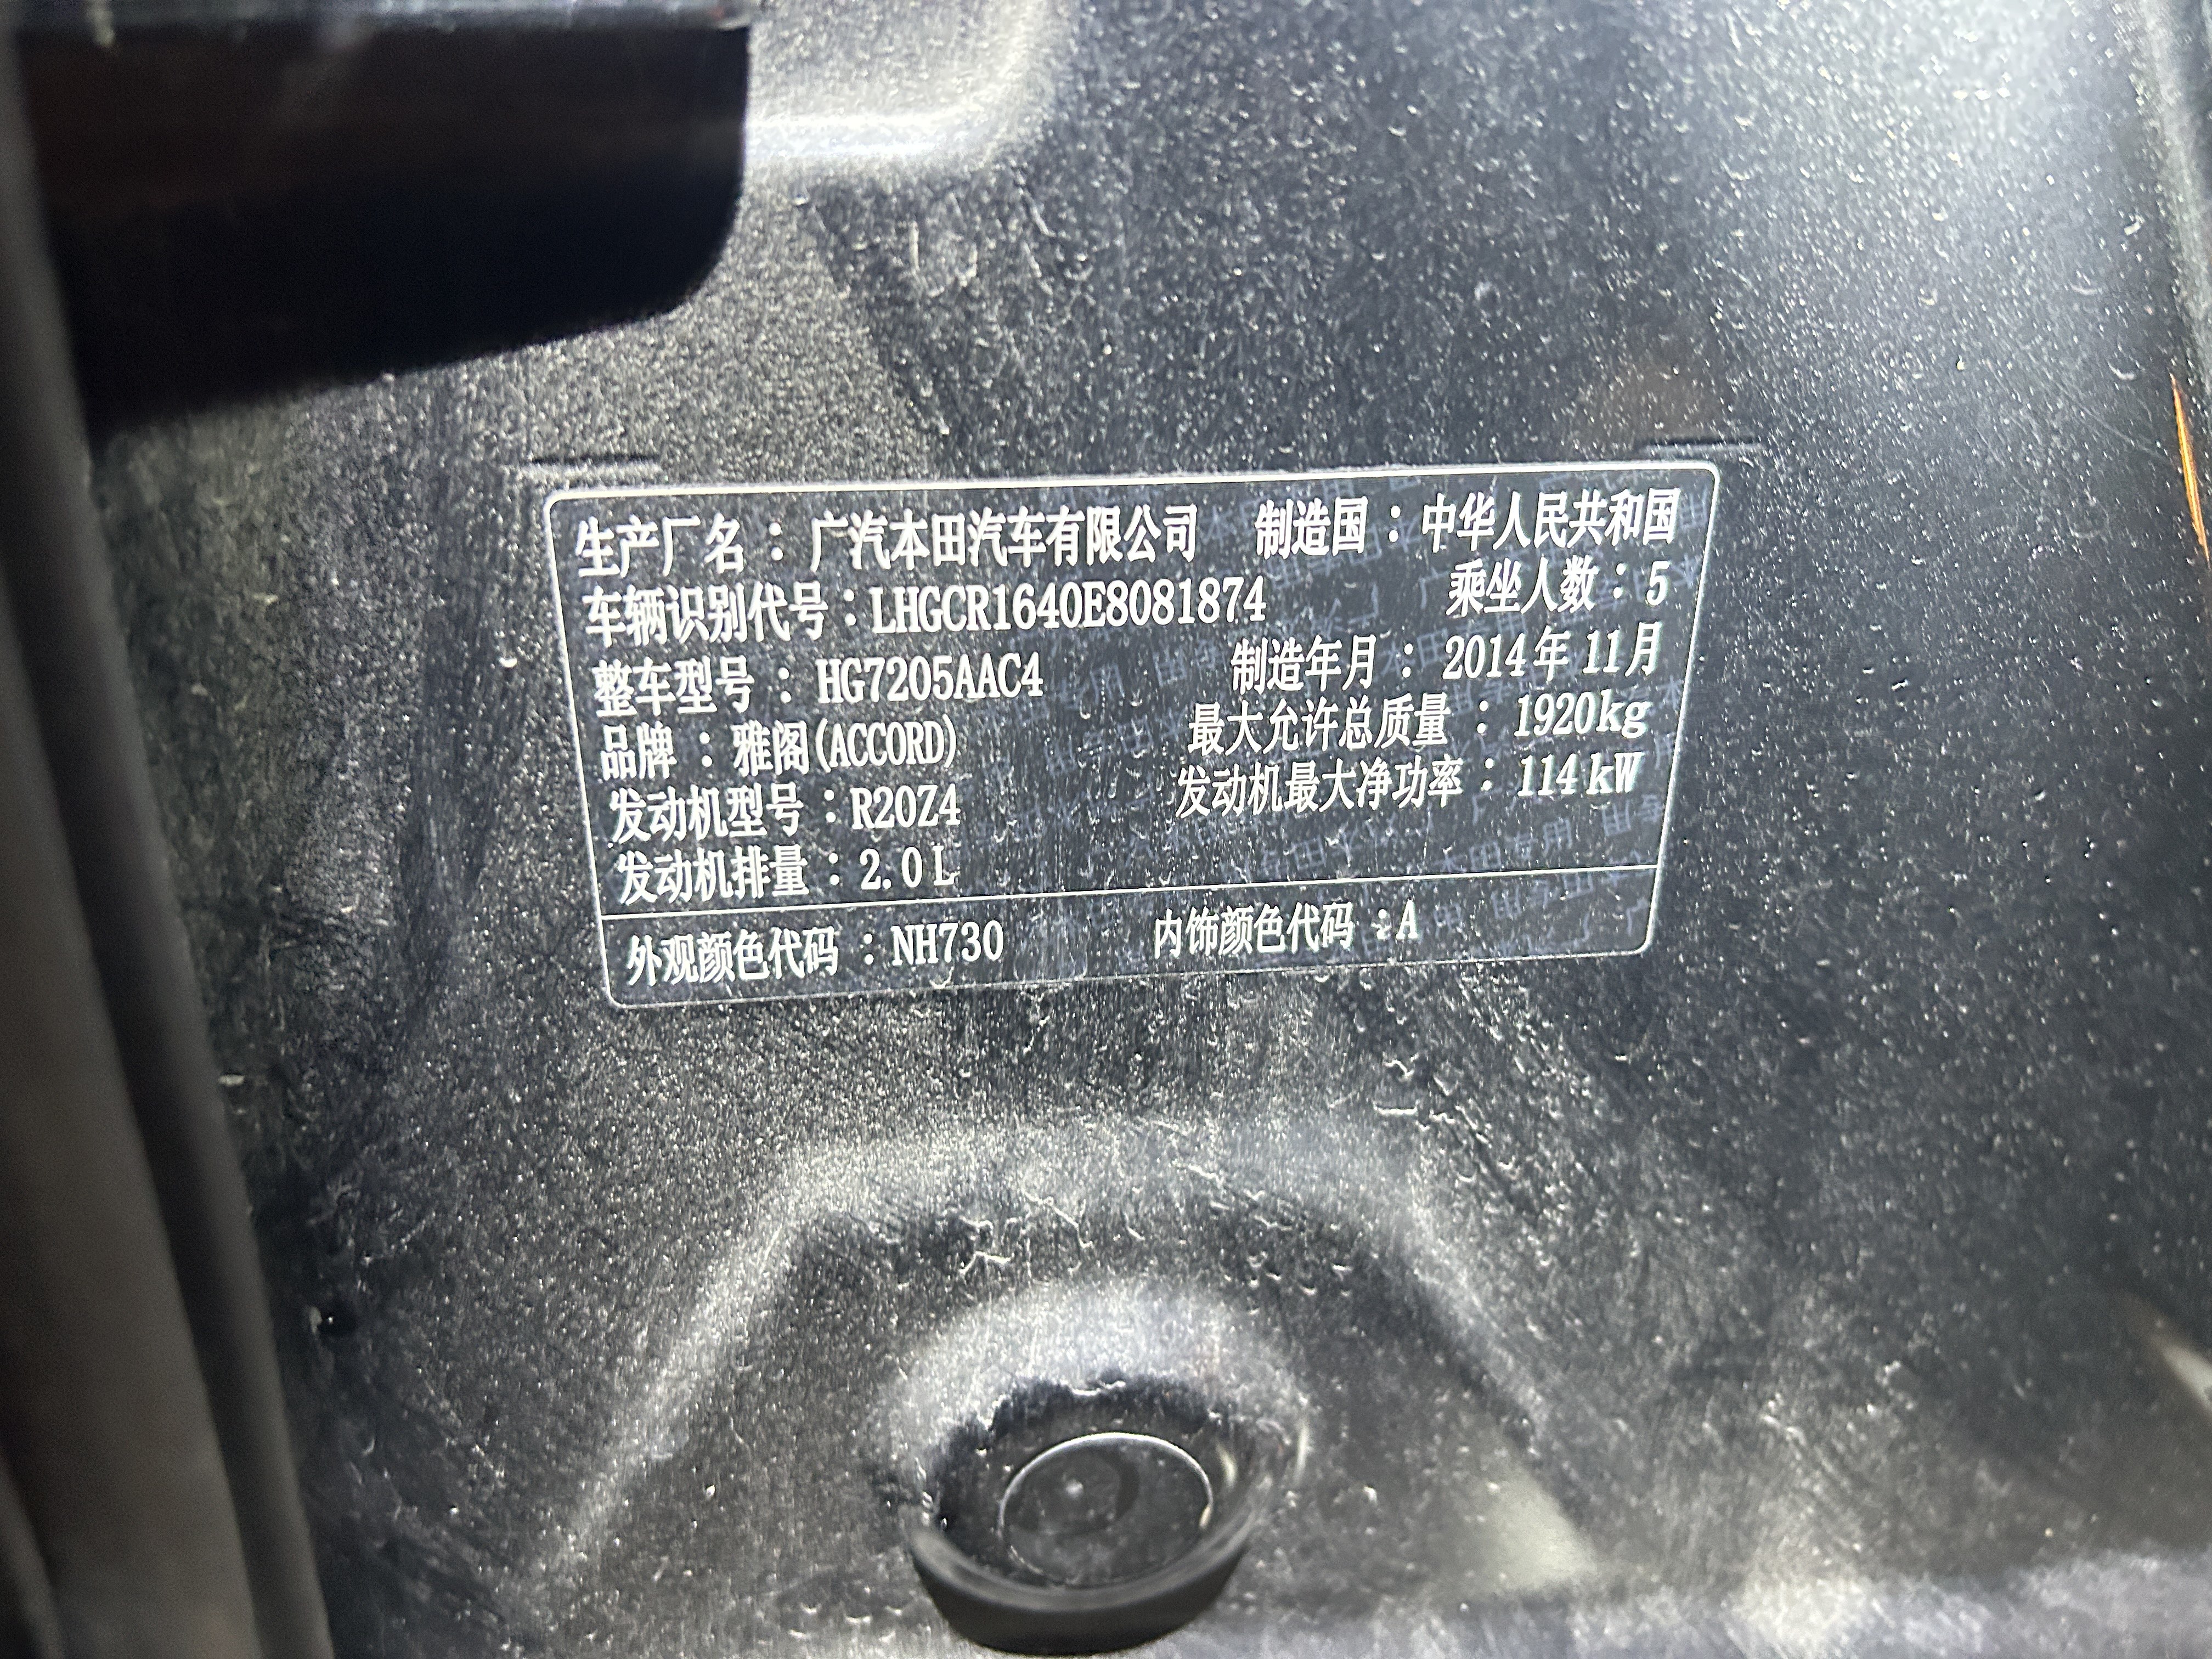 生产厂名：广汽本田汽车有限公司 制造国：中华人民共和国
车辆识别代号：LHGCR1640E8081874 乘坐人数：5
整车型号：HG7205AAC4 制造年月：2014年11月
品牌：雅阁(ACCORD) 最大允许总质量：1920kg
发动机型号：R20Z4 发动机最大净功率：114kW
发动机排量：2.0L
外观颜色代码：NH730 内饰颜色代码：A